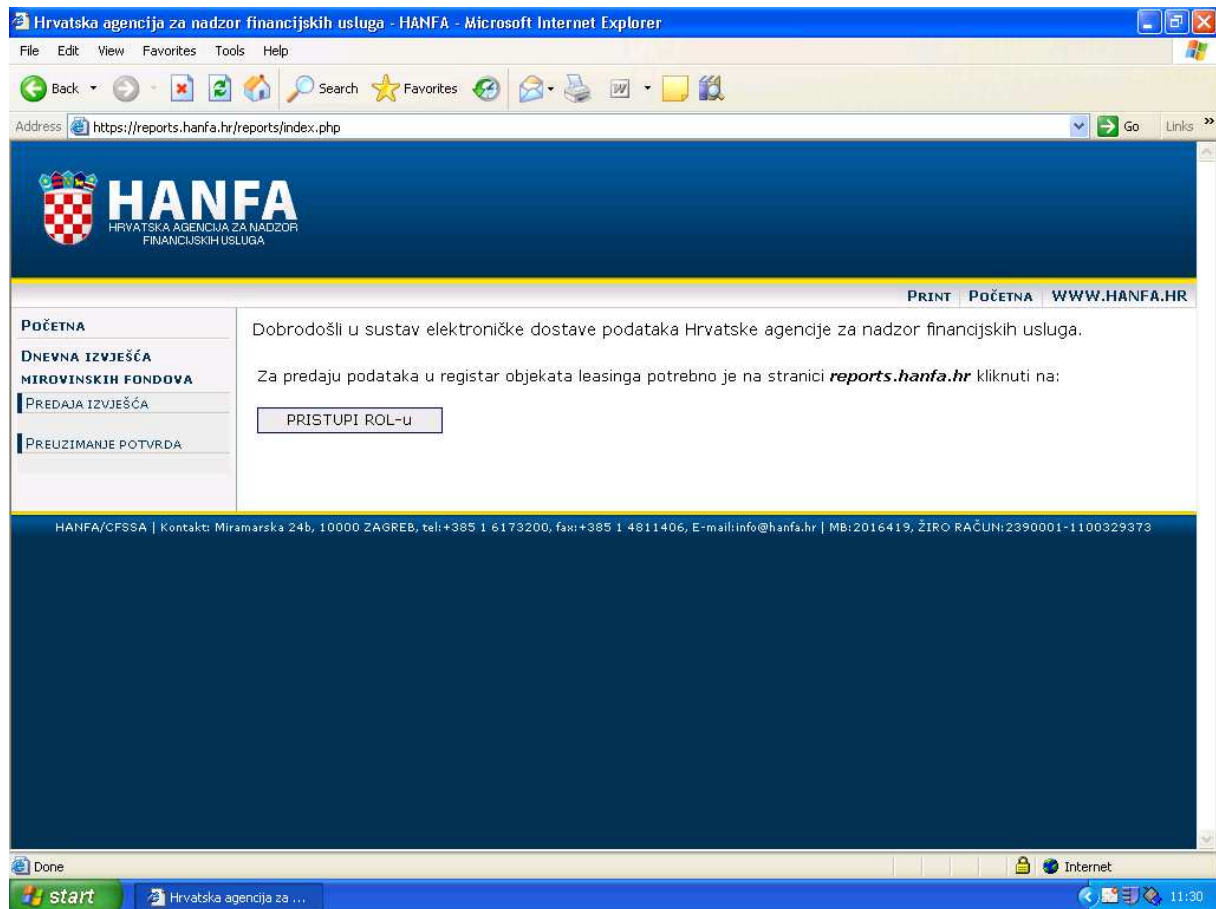 Hrvatska agencija za nadzor financijskih usluga - HANFA - Microsoft Internet Explorer
File Edit View Favorites Tools Help
Back Search Favorites
Address https://reports.hanfa.hr/reports/index.php Go Links »
HANFA
HRVATSKA AGENCIJA ZA NADZOR
FINANCIJSKIH USLUGA
PRINT POČETNA WWW.HANFA.HR
POČETNA
DNEVNA IZVJEŠĆA
MIROVINSKIH FONDOVA
PREDAJA IZVJEŠĆA
PREUZIMANJE POTVRDA
Dobrodošli u sustav elektroničke dostave podataka Hrvatske agencije za nadzor financijskih usluga.
Za predaju podataka u registar objekata leasinga potrebno je na stranici reports.hanfa.hr kliknuti na:
PRISTUPI ROL-u
HANFA/CFSSA | Kontakt: Miramarska 24b, 10000 ZAGREB, tel:+385 1 6173200, fax:+385 1 4811406, E-mail:info@hanfa.hr | MB:2016419, ŽIRO RAČUN:2390001-1100329373
Done Internet
start Hrvatska agencija za ... 11:30